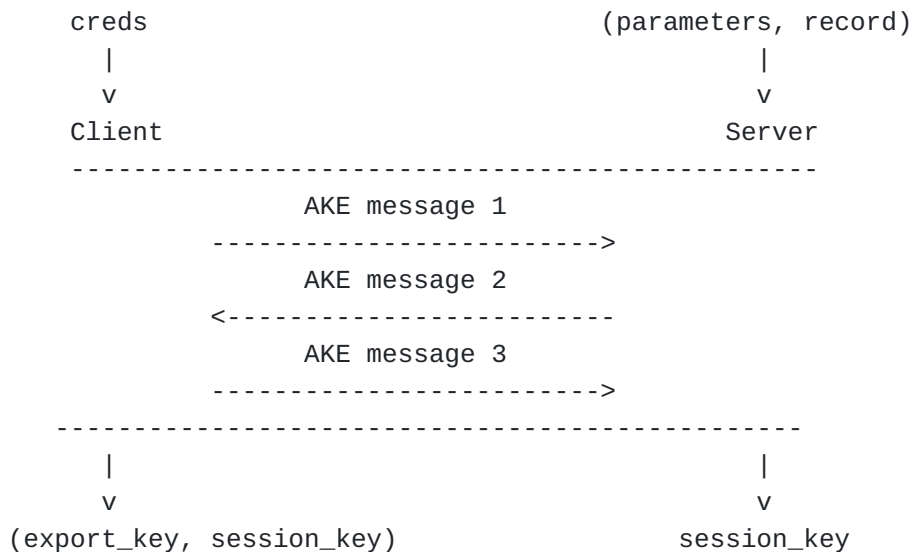 creds (parameters, record)
| |
v v
Client Server
------------------------------------------------
AKE message 1
------------------------->
AKE message 2
<-------------------------
AKE message 3
------------------------->
------------------------------------------------
| |
v v
(export_key, session_key) session_key